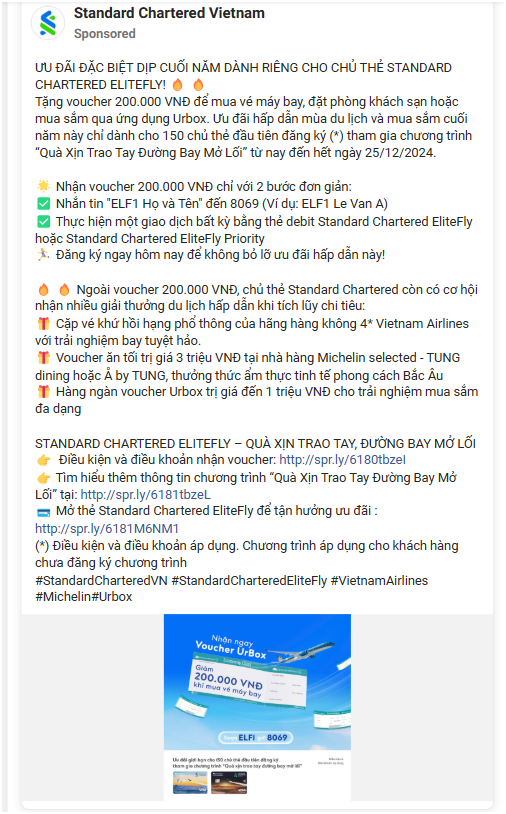 Standard Chartered Vietnam
Sponsored
ƯU ĐÃI ĐẶC BIỆT DỊP CUỐI NĂM DÀNH RIÊNG CHO CHỦ THẺ STANDARD
CHARTERED ELITEFLY! 🔥 🔥
Tặng voucher 200.000 VNĐ để mua vé máy bay, đặt phòng khách sạn hoặc
mua sắm qua ứng dụng Urbox. Ưu đãi hấp dẫn mùa du lịch và mua sắm cuối
năm này chỉ dành cho 150 chủ thẻ đầu tiên đăng ký (*) tham gia chương trình
“Quà Xịn Trao Tay Đường Bay Mở Lối” từ nay đến hết ngày 25/12/2024.
🌟 Nhận voucher 200.000 VNĐ chỉ với 2 bước đơn giản:
✅ Nhắn tin "ELF1 Họ và Tên" đến 8069 (Ví dụ: ELF1 Le Van A)
✅ Thực hiện một giao dịch bất kỳ bằng thẻ debit Standard Chartered EliteFly
hoặc Standard Chartered EliteFly Priority
🏃 Đăng ký ngay hôm nay để không bỏ lỡ ưu đãi hấp dẫn này!
🔥 🔥 Ngoài voucher 200.000 VNĐ, chủ thẻ Standard Chartered còn có cơ hội
nhận nhiều giải thưởng du lịch hấp dẫn khi tích lũy chi tiêu:
🎁 Cặp vé khứ hồi hạng phổ thông của hãng hàng không 4* Vietnam Airlines
với trải nghiệm bay tuyệt hảo.
🎁 Voucher ăn tối trị giá 3 triệu VNĐ tại nhà hàng Michelin selected - TUNG
dining hoặc Å by TUNG, thưởng thức ẩm thực tinh tế phong cách Bắc Âu
🎁 Hàng ngàn voucher Urbox trị giá đến 1 triệu VNĐ cho trải nghiệm mua sắm
đa dạng
STANDARD CHARTERED ELITEFLY – QUÀ XỊN TRAO TAY, ĐƯỜNG BAY MỞ LỐI
👉 Điều kiện và điều khoản nhận voucher: http://spr.ly/6180tbzeI
👉 Tìm hiểu thêm thông tin chương trình “Quà Xịn Trao Tay Đường Bay Mở
Lối” tại: http://spr.ly/6181tbzeL
💳 Mở thẻ Standard Chartered EliteFly để tận hưởng ưu đãi :
http://spr.ly/6181M6NM1
(*) Điều kiện và điều khoản áp dụng. Chương trình áp dụng cho khách hàng
chưa đăng ký chương trình
#StandardCharteredVN #StandardCharteredEliteFly #VietnamAirlines
#Michelin#Urbox
Nhận ngay
Voucher UrBox
Giảm
200.000 VNĐ
khi mua vé máy bay
ELF1 8069
Ưu đãi giới hạn cho 150 chủ thẻ đầu tiên đăng ký
tham gia chương trình “Quà xịn trao tay đường bay mở lối”